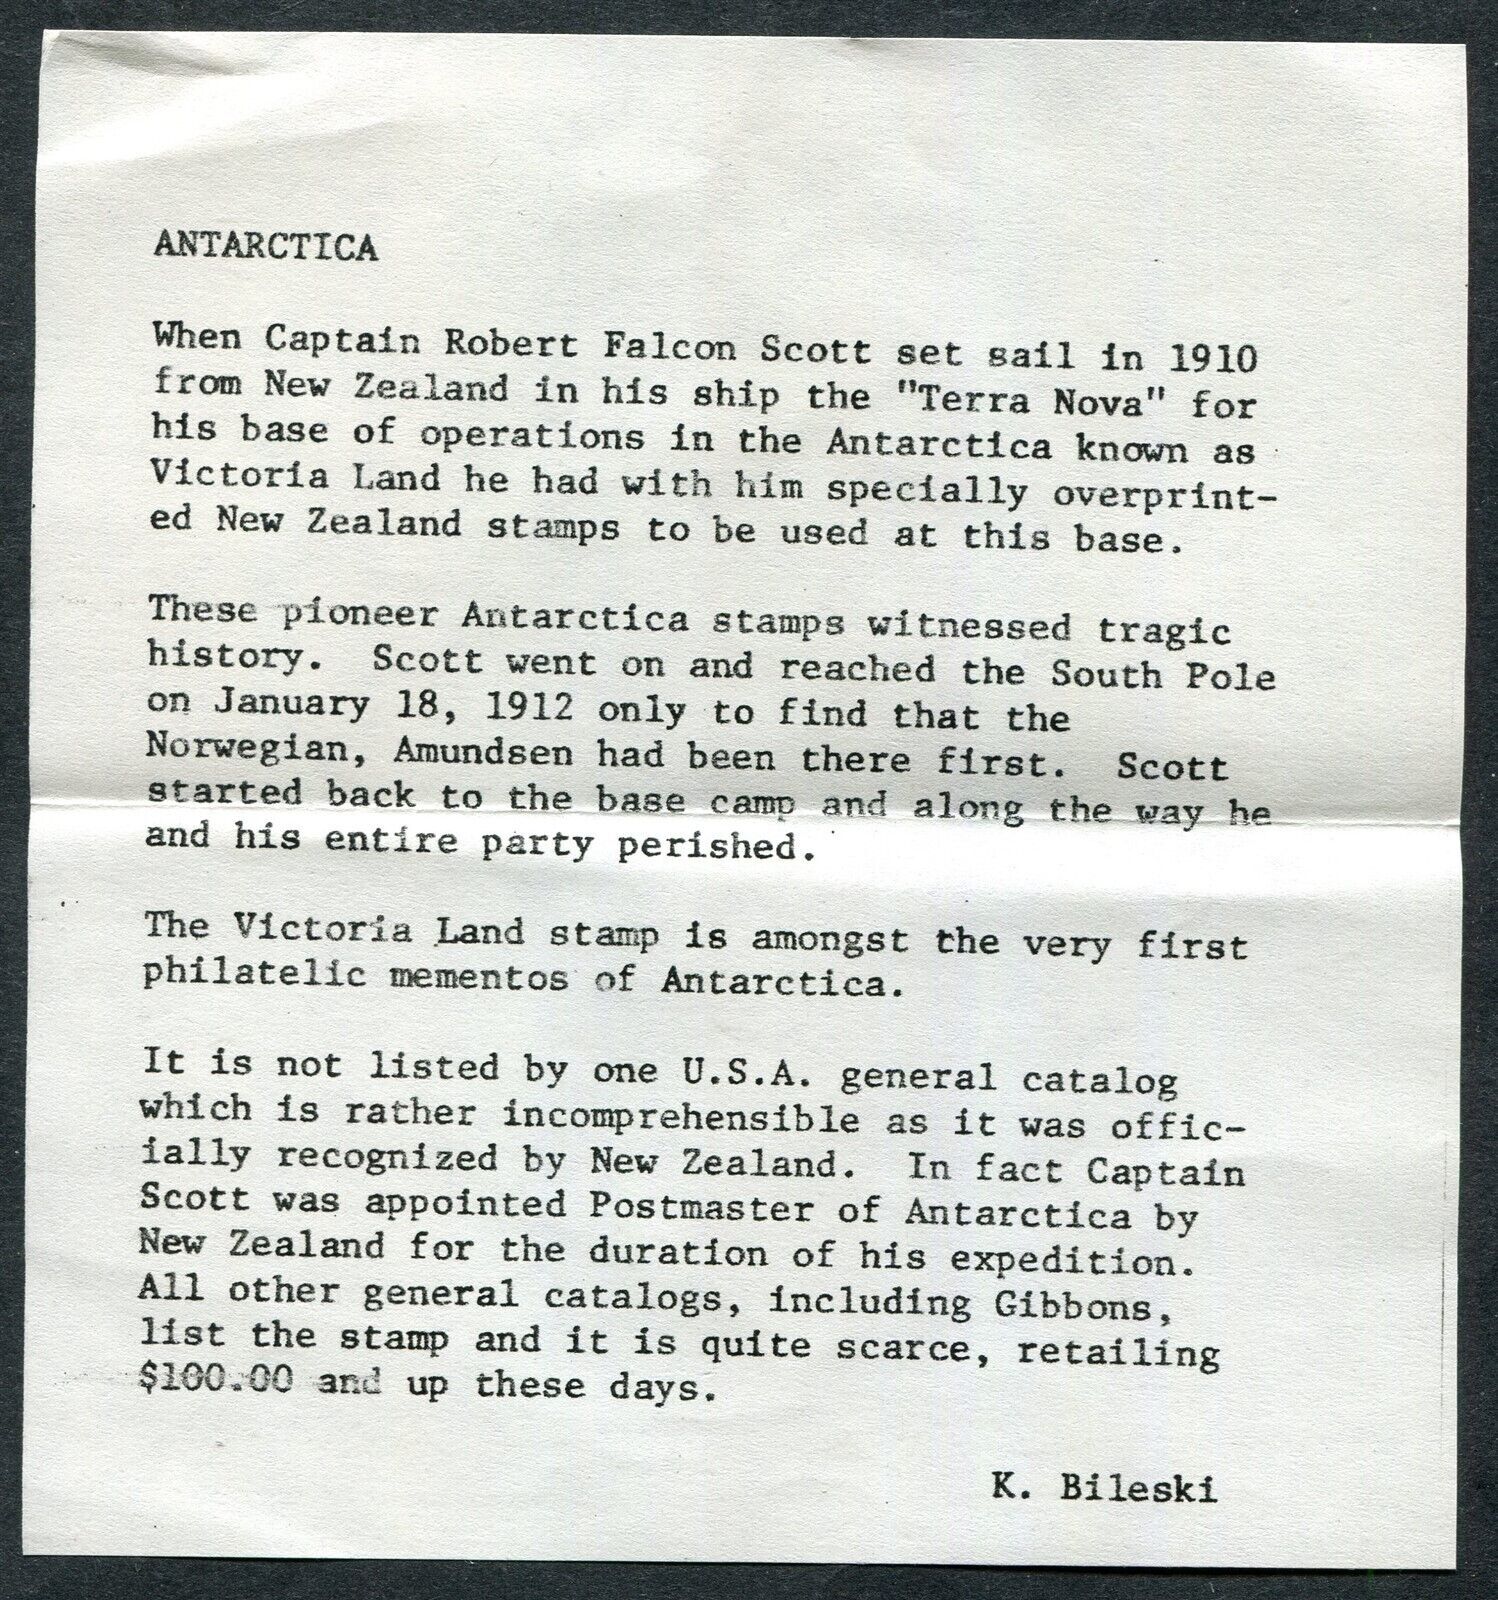 ANTARCTICA
When Captain Robert Falcon Scott set sail in 1910
from New Zealand in his ship the "Terra Nova" for
his base of operations in the Antarctica known as
Victoria Land he had with him specially overprint-
ed New Zealand stamps to be used at this base.
These pioneer Antarctica stamps witnessed tragic
history. Scott went on and reached the South Pole
on January 18, 1912 only to find that the
Norwegian, Amundsen had been there first. Scott
started back to the base camp and along the way he
and his entire party perished.
The Victoria Land stamp is amongst the very first
philatelic mementos of Antarctica.
It is not listed by one U.S.A. general catalog
which is rather incomprehensible as it was offic-
ially recognized by New Zealand. In fact Captain
Scott was appointed Postmaster of Antarctica by
New Zealand for the duration of his expedition.
All other general catalogs, including Gibbons,
list the stamp and it is quite scarce, retailing
$100.00 and up these days.
K. Bileski